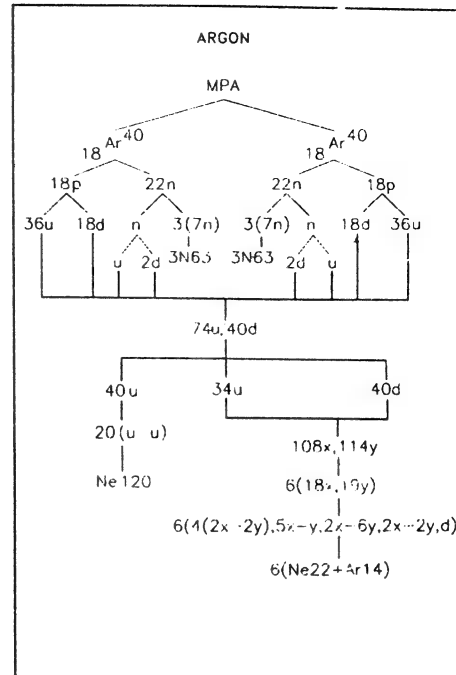 ARGON
MPA
18 Ar 40 18 Ar 40
18p 22n 22n 18p
36u 18d n 3(7n) 3(7n) n 18d 36u
u 2d 3N63 3N63 2d u
74u,40d
40u 34u 40d
20(u u)
108x,114y
Ne120
6(18x,19y)
6(4(2x-2y),5x-y,2x-6y,2x-2y,d)
6(Ne22+Ar14)